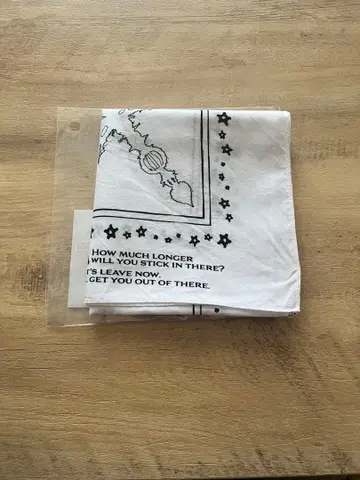 HOW MUCH LONGER
WILL YOU STICK IN THERE?
'S LEAVE NOW.
GET YOU OUT OF THERE.